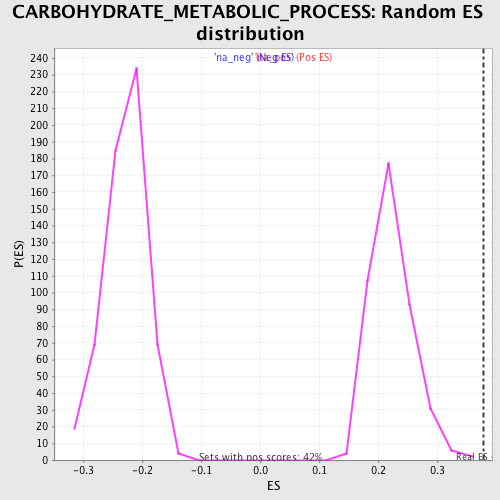 CARBOHYDRATE_METABOLIC_PROCESS: Random ES
distribution
'na_neg' (Neg ES)
'na_pos' (Pos ES)
P(ES)
240
230
220
210
200
190
180
170
160
150
140
130
120
110
100
90
80
70
60
50
40
30
20
10
0
Sets with pos scores: 42%
Real ES
-0.3 -0.2 -0.1 0.0 0.1 0.2 0.3
ES